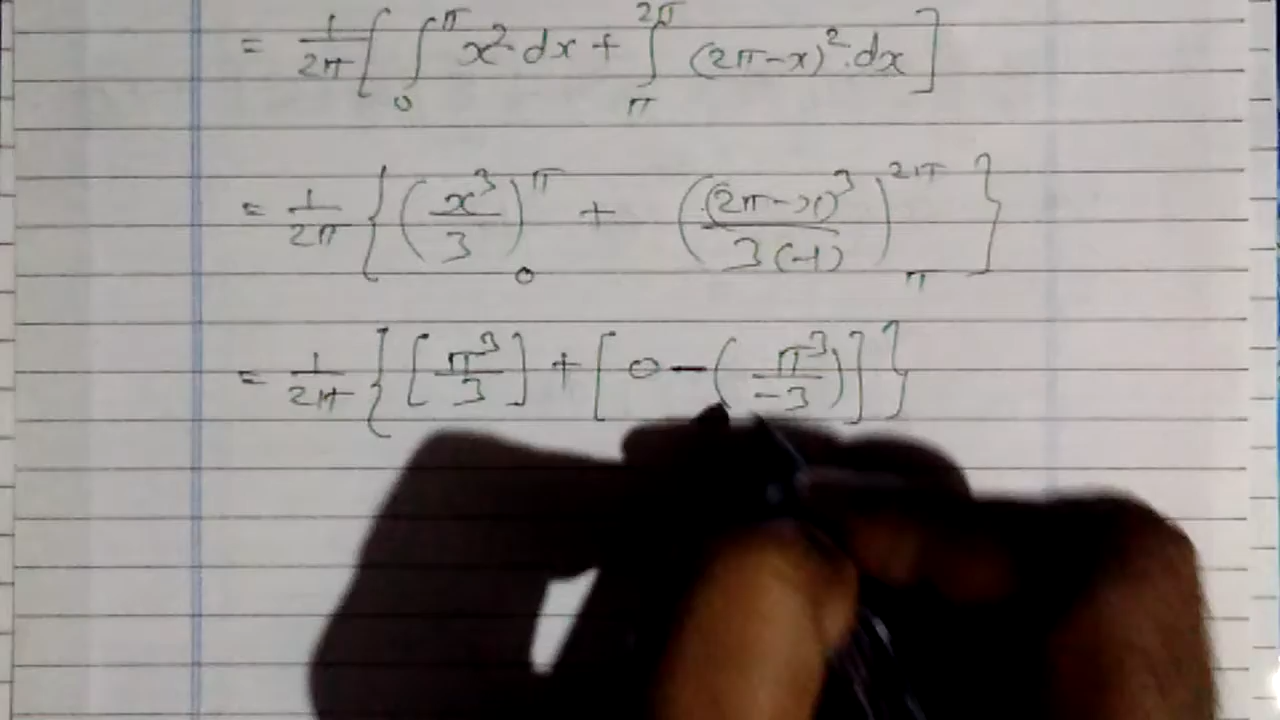 = 1/2π [ ∫₀^π x² · dx + ∫_π^2π (2π-x)² · dx ]
= 1/2π { (x³/3)₀^π + ((2π-x)³/3(-1))_π^2π }
= 1/2π { [π³/3] + [0-(π³/-3)] }